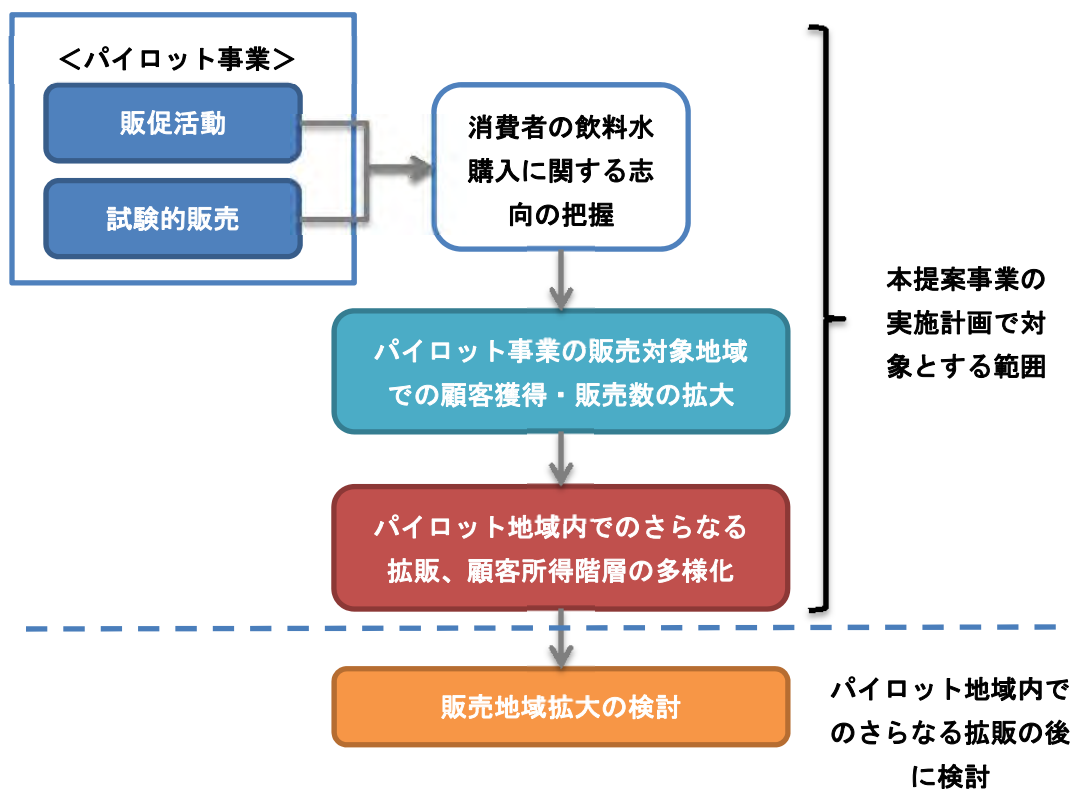 ＜パイロット事業＞
販促活動
試験的販売
消費者の飲料水
購入に関する志
向の把握
パイロット事業の販売対象地域
での顧客獲得・販売数の拡大
パイロット地域内でのさらなる
拡販、顧客所得階層の多様化
本提案事業の
実施計画で対
象とする範囲
販売地域拡大の検討
パイロット地域内で
のさらなる拡販の後
に検討